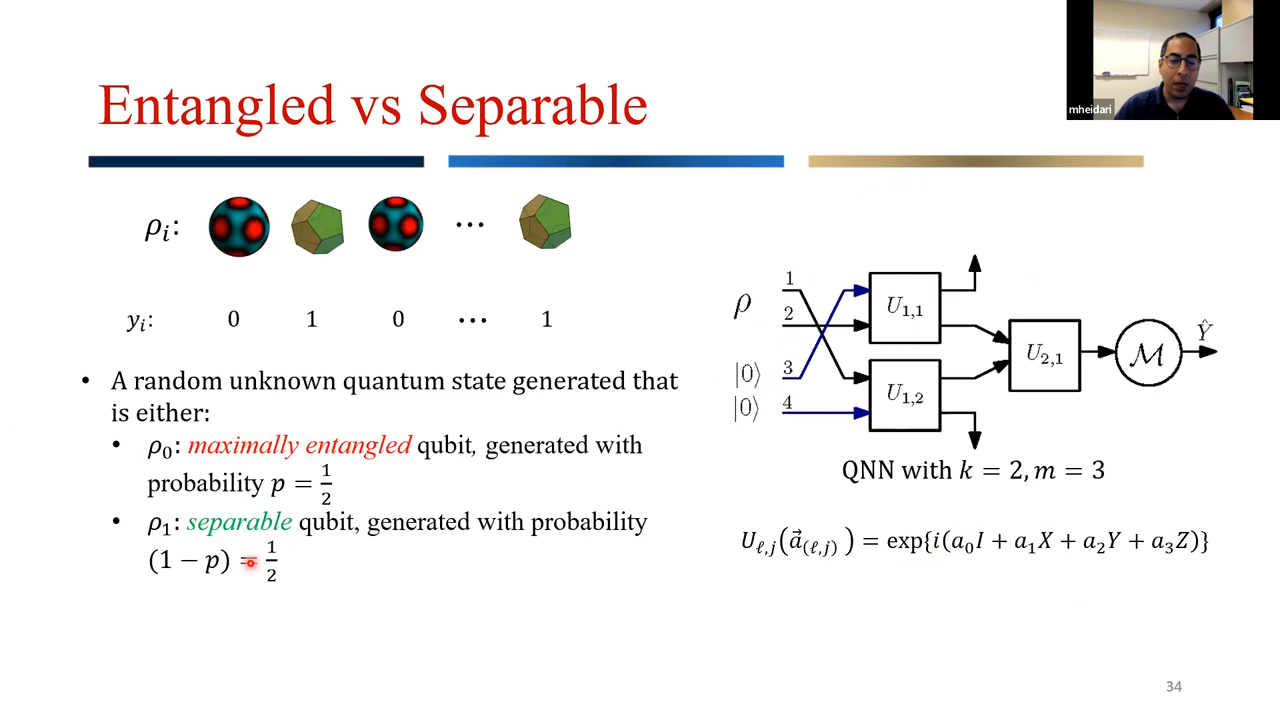 mheidari
Entangled vs Separable
ρᵢ: ⋯
yᵢ: 0 1 0 ⋯ 1
• A random unknown quantum state generated that
is either:
• ρ₀: maximally entangled qubit, generated with
probability p = 1/2
• ρ₁: separable qubit, generated with probability
(1 − p) = 1/2
ρ 1
2
|0⟩ 3
|0⟩ 4
U₁,₁
U₁,₂
U₂,₁
ℳ
Ŷ
QNN with k = 2, m = 3
U_{ℓ,j}(a⃗_{(ℓ,j)}) = exp{i(a₀I + a₁X + a₂Y + a₃Z)}
34